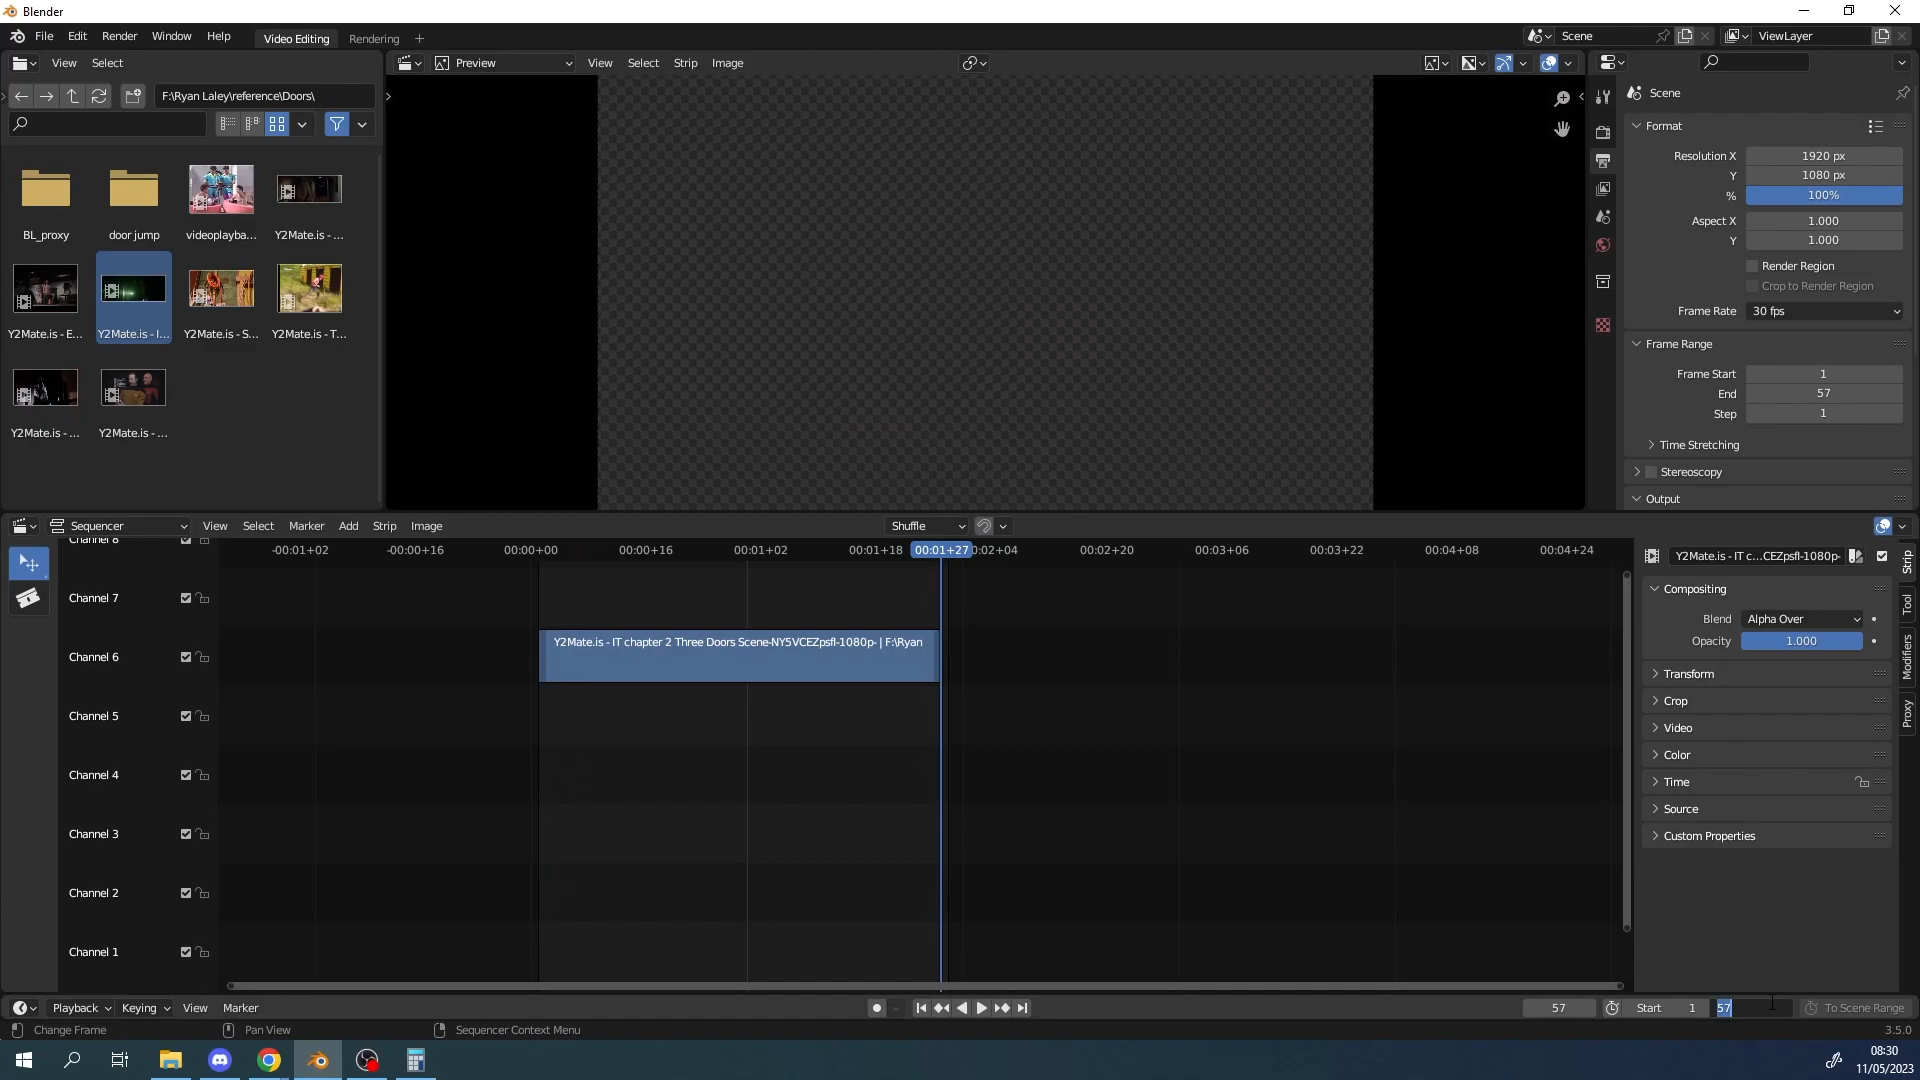 Blender
File Edit Render Window Help Video Editing Rendering + Scene ViewLayer
View Select Preview View Select Strip Image
F:\Ryan Laley\reference\Doors\ Scene
Format
Resolution X 1920 px
Y 1080 px
% 100%
Aspect X 1.000
Y 1.000
Render Region
Crop to Render Region
Frame Rate 30 fps
BL_proxy door jump videoplayba... Y2Mate.is - ...
Y2Mate.is - E... Y2Mate.is - I... Y2Mate.is - S... Y2Mate.is - T...
Y2Mate.is - ... Y2Mate.is - ...
Frame Range
Frame Start 1
End 57
Step 1
Time Stretching
Stereoscopy
Output
Sequencer View Select Marker Add Strip Image Shuffle
-00:01+02 -00:00+16 00:00+00 00:00+16 00:01+02 00:01+18 00:01+27 0:02+04 00:02+20 00:03+06 00:03+22 00:04+08 00:04+24
Channel 8
Channel 7
Channel 6
Channel 5
Channel 4
Channel 3
Channel 2
Channel 1
Y2Mate.is - IT chapter 2 Three Doors Scene-NY5VCEZpsfI-1080p- | F:\Ryan
Y2Mate.is - IT c...CEZpsfI-1080p-
Compositing
Blend Alpha Over
Opacity 1.000
Transform
Crop
Video
Color
Time
Source
Custom Properties
Strip
Tool
Modifiers
Proxy
Playback Keying View Marker 57 Start 1 57 To Scene Range
Change Frame Pan View Sequencer Context Menu 3.5.0
08:30
11/05/2023